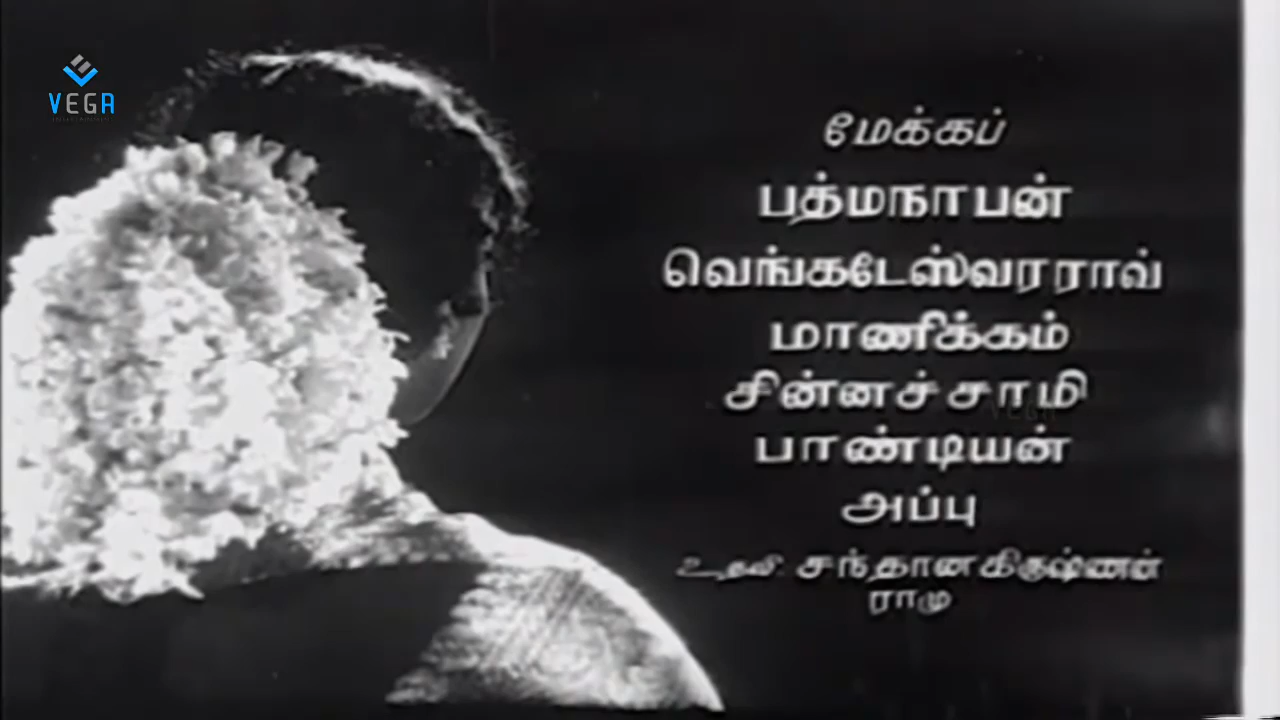 VEGA
மேக்கப்
பத்மநாபன்
வெங்கடேஸ்வரராவ்
மாணிக்கம்
சின்னச்சாமி
பாண்டியன்
அப்பு
உதவி: சந்தானகிருஷ்ணன்
ராமு